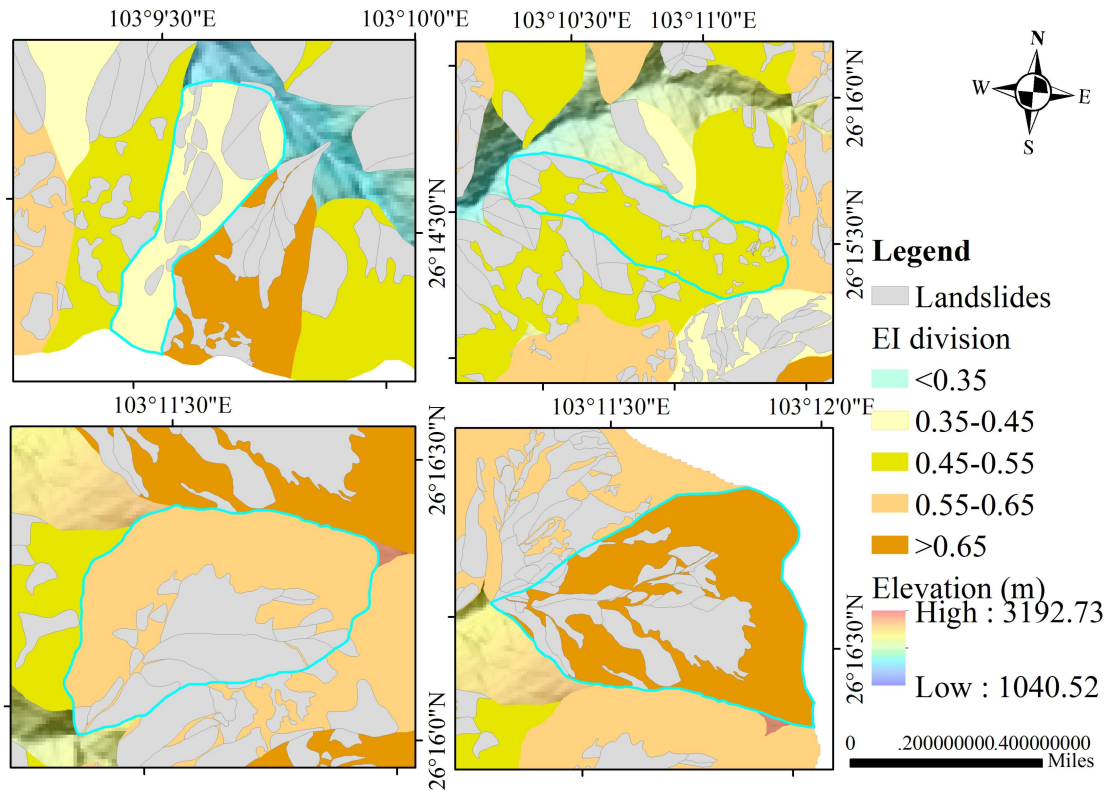 103°9'30"E 103°10'0"E
103°10'30"E 103°11'0"E
26°14'30"N
26°16'0"N
26°15'30"N
N
W E
S
103°11'30"E
103°11'30"E 103°12'0"E
26°16'30"N
26°16'0"N
26°16'30"N
Legend
Landslides
EI division
<0.35
0.35-0.45
0.45-0.55
0.55-0.65
>0.65
Elevation (m)
High : 3192.73
Low : 1040.52
0 .200000000.400000000
Miles